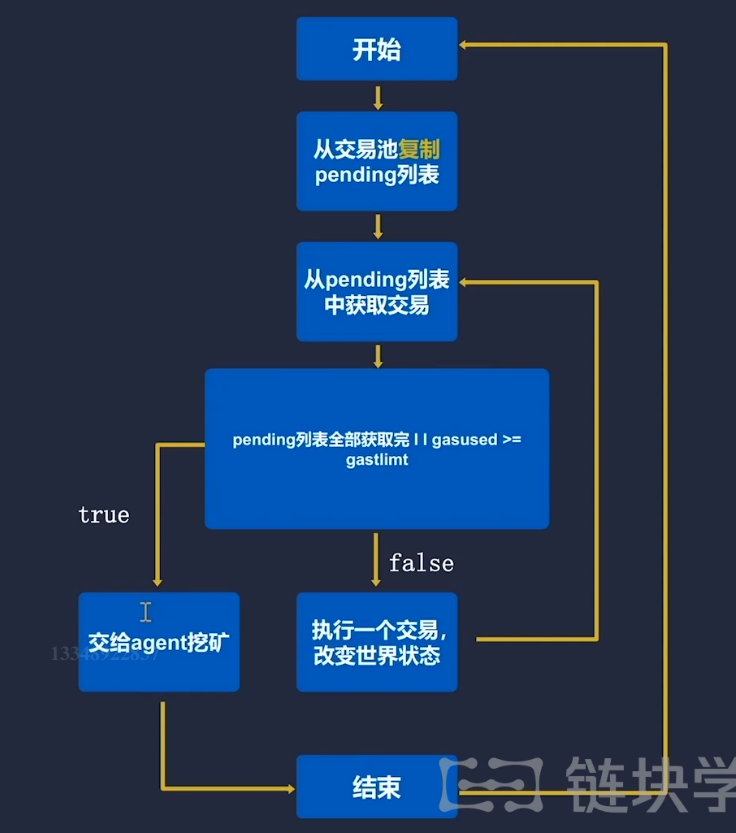 开始
从交易池复制
pending列表
从pending列表
中获取交易
pending列表全部获取完 l l gasused >=
gastlimt
true
false
交给agent挖矿
执行一个交易，
改变世界状态
结束
链块学